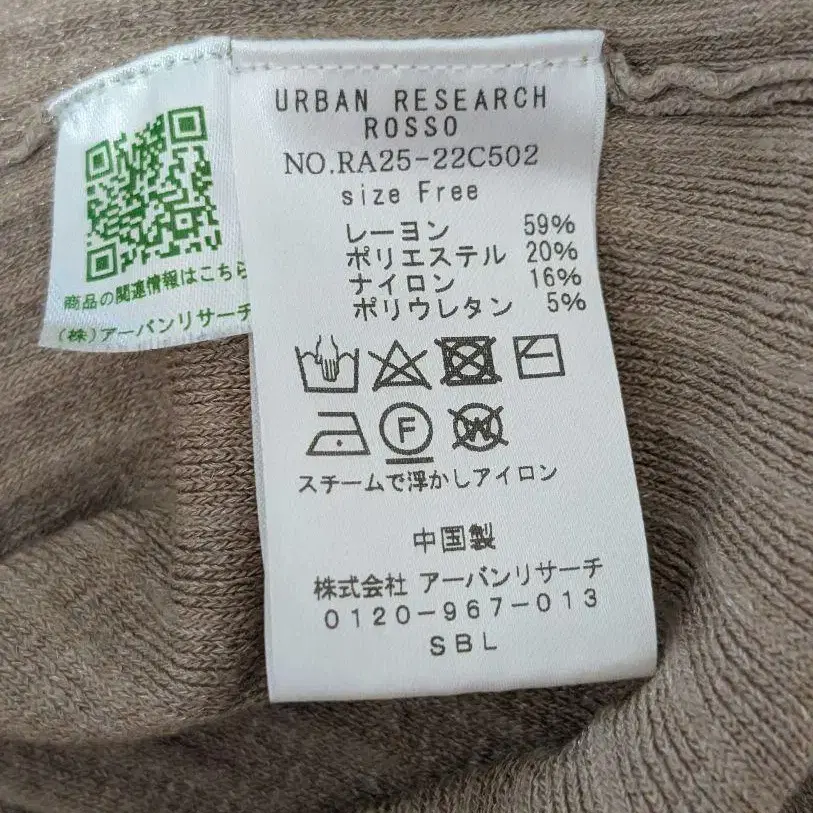 URBAN RESEARCH
ROSSO
NO.RA25-22C502
size Free
レーヨン 59%
ポリエステル 20%
ナイロン 16%
ポリウレタン 5%
F
W
スチームで浮かしアイロン
中国製
株式会社 アーバンリサーチ
0120-967-013
SBL
商品の関連情報はこちら
(株)アーバンリサーチ